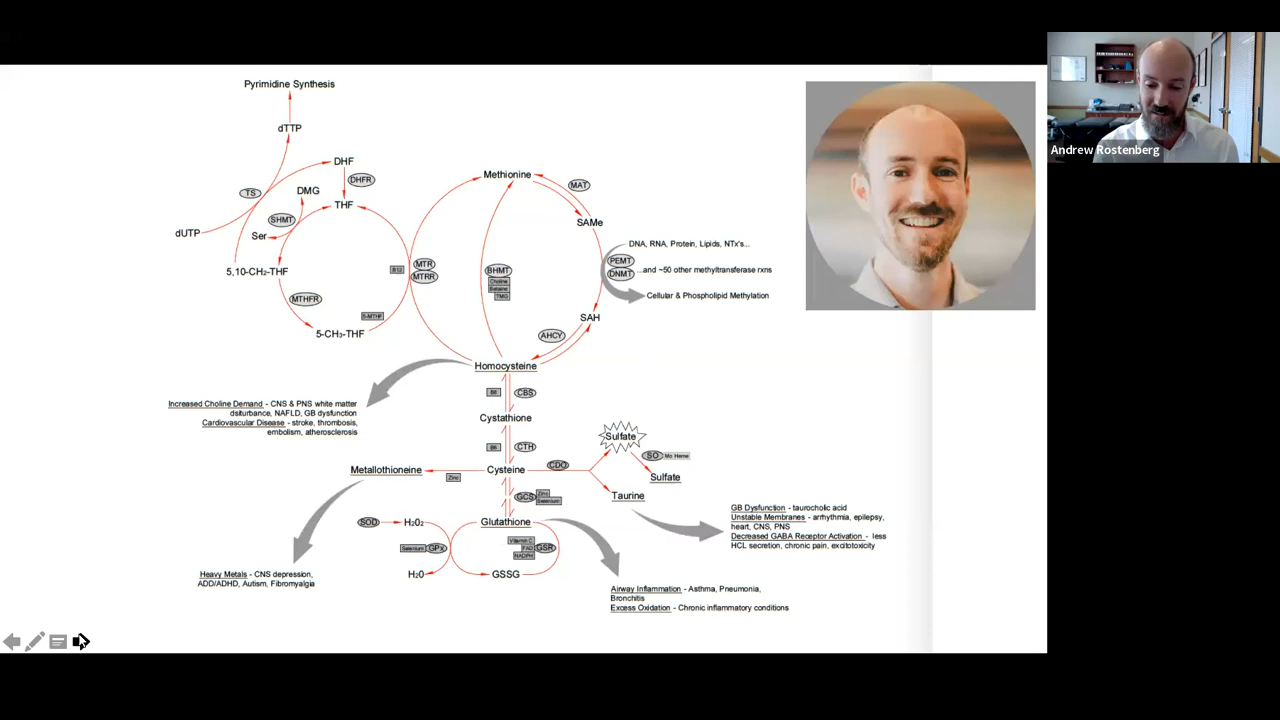 Pyrimidine Synthesis
dTTP
DHF
DHFR
TS
DMG
THF
SHMT
dUTP
Ser
5,10-CH2-THF
MTHFR
5-MTHF
5-CH3-THF
B12
MTR
MTRR
Methionine
MAT
SAMe
BHMT
Choline
Betaine
TMG
DNA, RNA, Protein, Lipids, NTx's...
PEMT
DNMT
...and ~50 other methyltransferase rxns
Cellular & Phospholipid Methylation
SAH
AHCY
Homocysteine
Increased Choline Demand - CNS & PNS white matter
dsiturbance, NAFLD, GB dysfunction
Cardiovascular Disease - stroke, thrombosis,
embolism, atherosclerosis
CBS
Cystathione
B6
CTH
Sulfate
SO
Mo Heme
Sulfate
Metallothioneine
Zinc
Cysteine
CDO
Taurine
GCS
Zinc
Selenium
GB Dysfunction - taurocholic acid
Unstable Membranes - arrhythmia, epilepsy,
heart, CNS, PNS
Decreased GABA Receptor Activation - less
HCL secretion, chronic pain, excitotoxicity
SOD
H2O2
Glutathione
Selenium
GPx
Vitamin C
FAD
NADPH
GSR
H2O
GSSG
Heavy Metals - CNS depression,
ADD/ADHD, Autism, Fibromyalgia
Airway Inflammation - Asthma, Pneumonia,
Bronchitis
Excess Oxidation - Chronic inflammatory conditions
Andrew Rostenberg